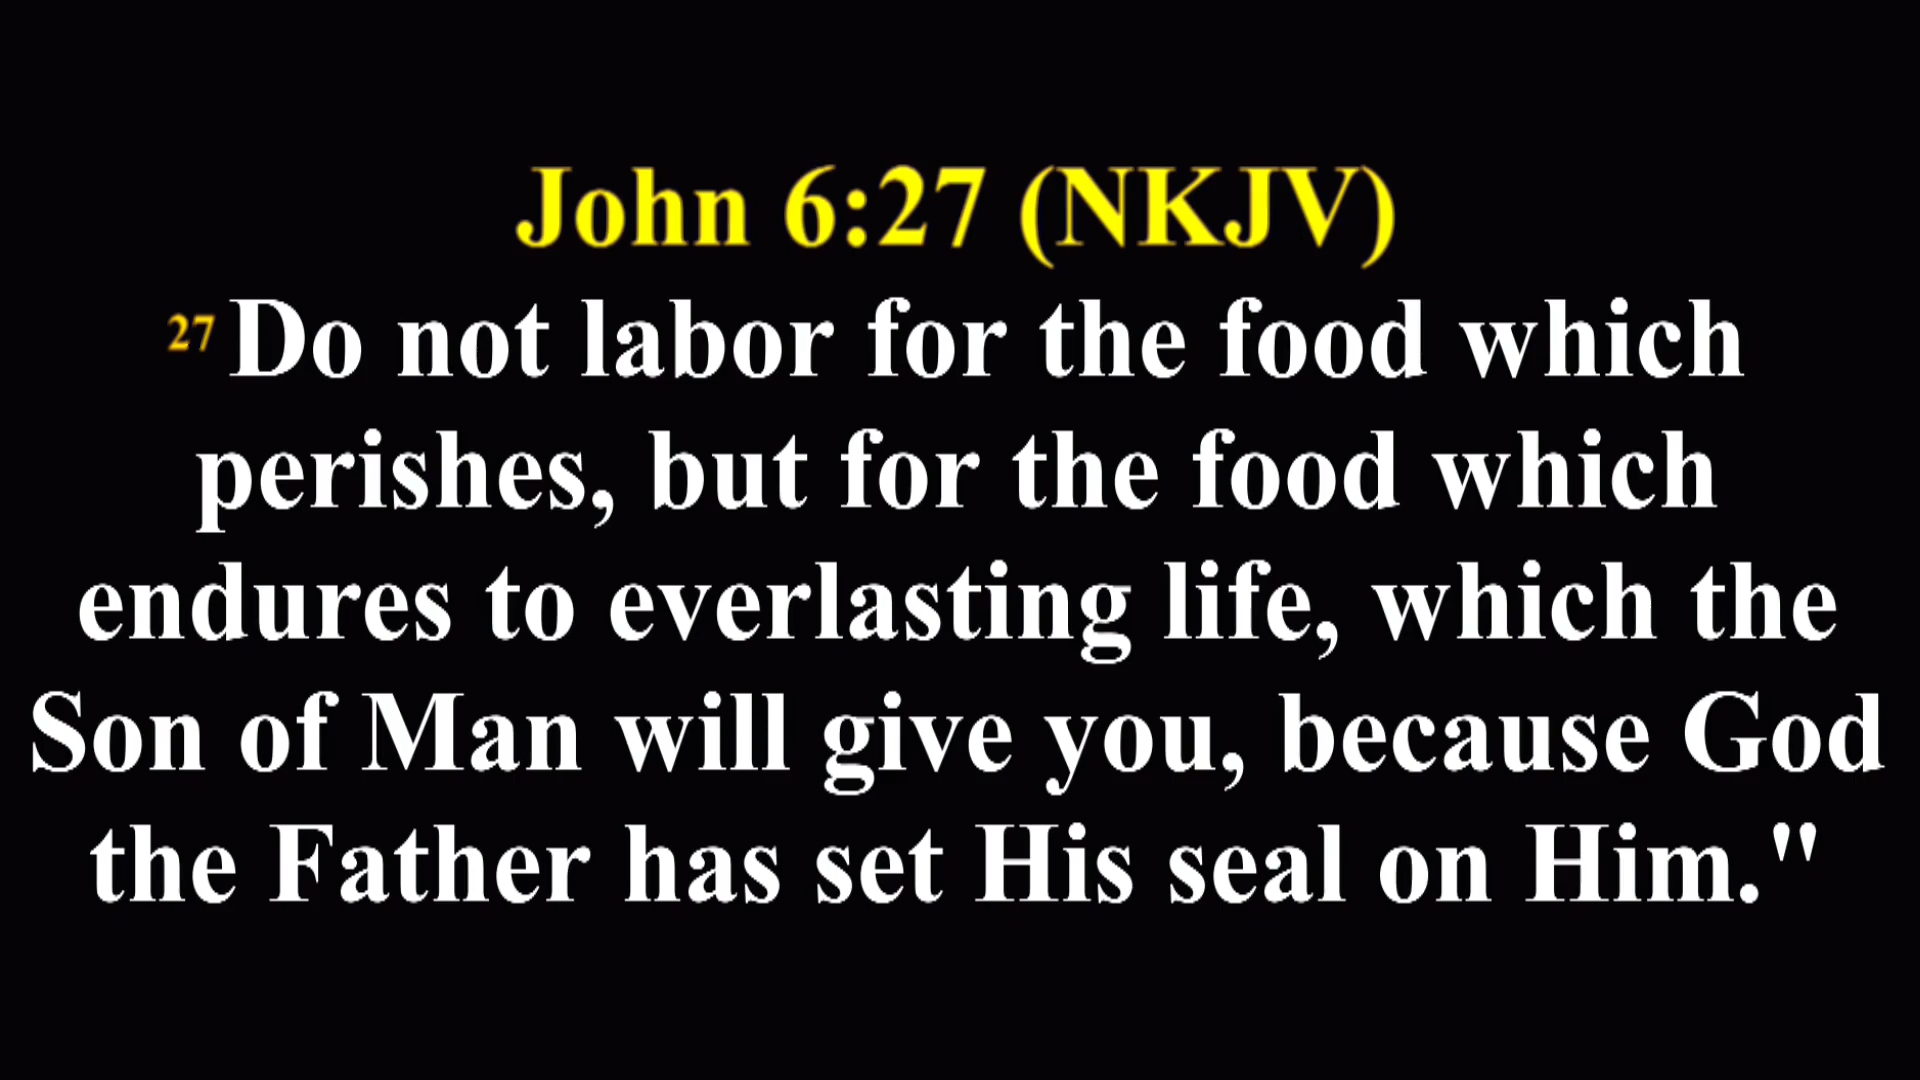 John 6:27 (NKJV)
27 Do not labor for the food which
perishes, but for the food which
endures to everlasting life, which the
Son of Man will give you, because God
the Father has set His seal on Him."